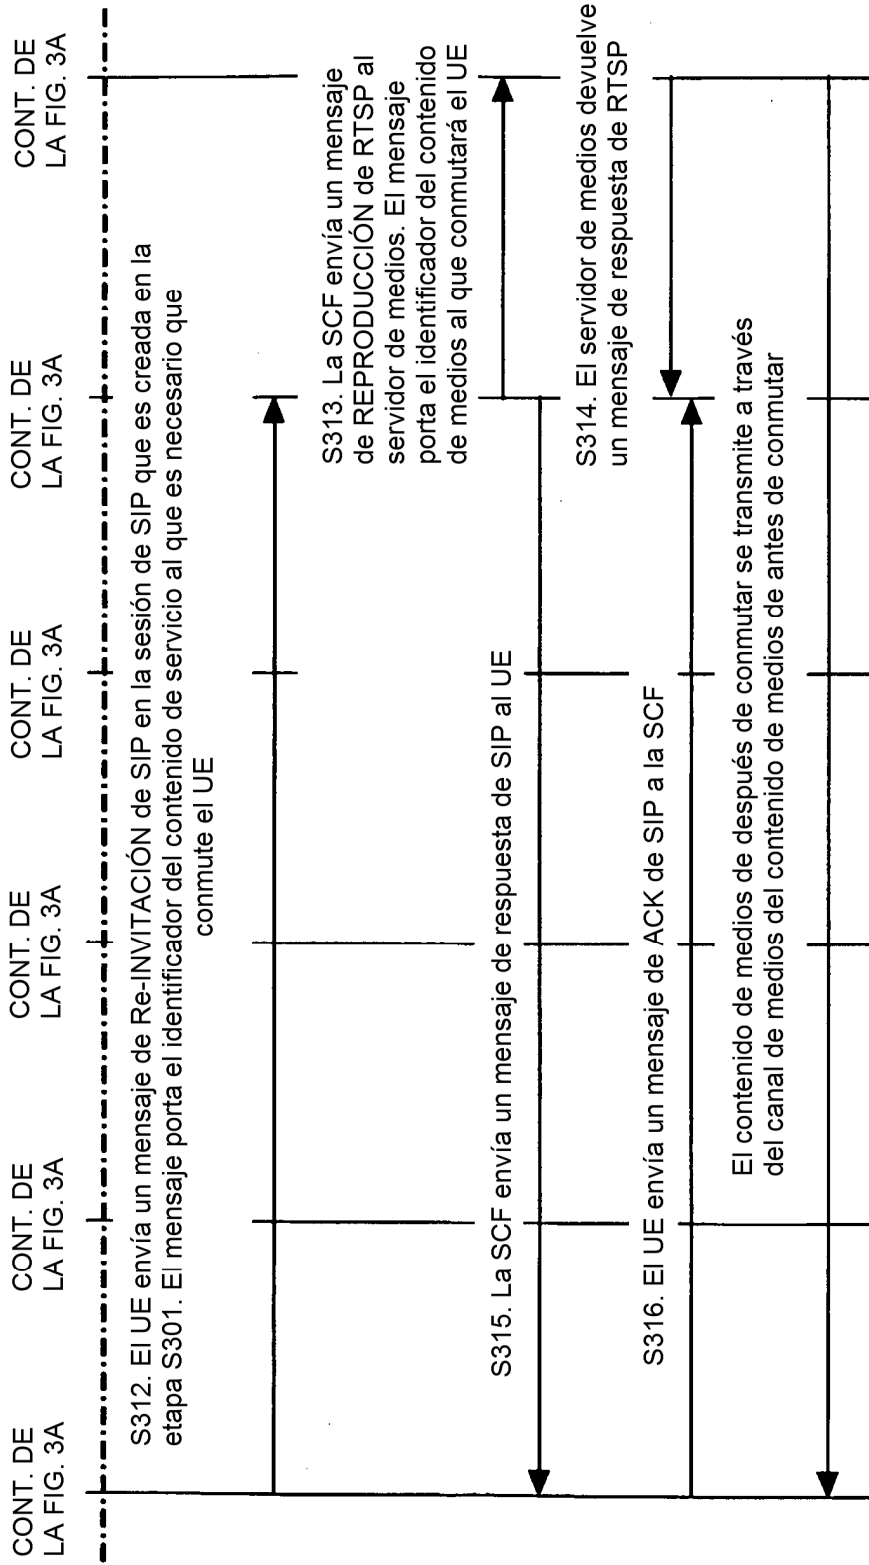 CONT. DE
LA FIG. 3A
CONT. DE
LA FIG. 3A
CONT. DE
LA FIG. 3A
CONT. DE
LA FIG. 3A
CONT. DE
LA FIG. 3A
CONT. DE
LA FIG. 3A
S312. El UE envía un mensaje de Re-INVITACIÓN de SIP en la sesión de SIP que es creada en la
etapa S301. El mensaje porta el identificador del contenido de servicio al que es necesario que
conmute el UE
S313. La SCF envía un mensaje
de REPRODUCCIÓN de RTSP al
servidor de medios. El mensaje
porta el identificador del contenido
de medios al que conmutará el UE
S315. La SCF envía un mensaje de respuesta de SIP al UE
S314. El servidor de medios devuelve
un mensaje de respuesta de RTSP
S316. El UE envía un mensaje de ACK de SIP a la SCF
El contenido de medios de después de conmutar se transmite a través
del canal de medios del contenido de medios de antes de conmutar